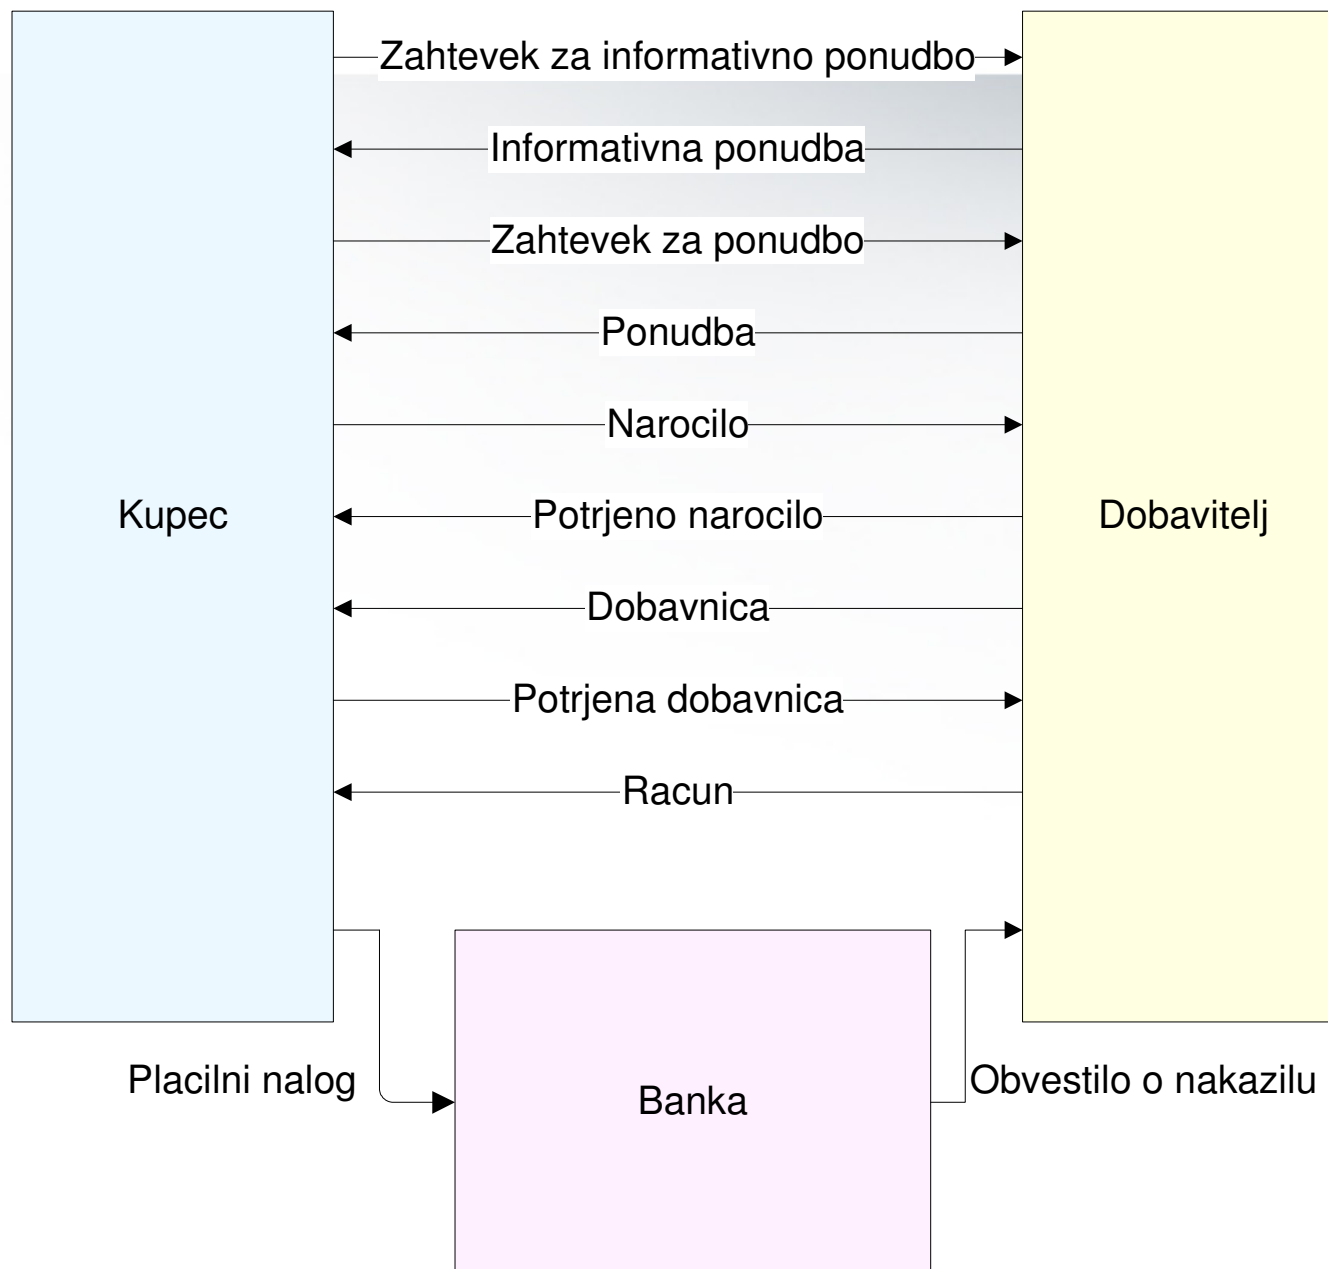 Zahtevek za informativno ponudbo
Informativna ponudba
Zahtevek za ponudbo
Ponudba
Narocilo
Kupec
Potrjeno narocilo
Dobavitelj
Dobavnica
Potrjena dobavnica
Racun
Placilni nalog
Banka
Obvestilo o nakazilu